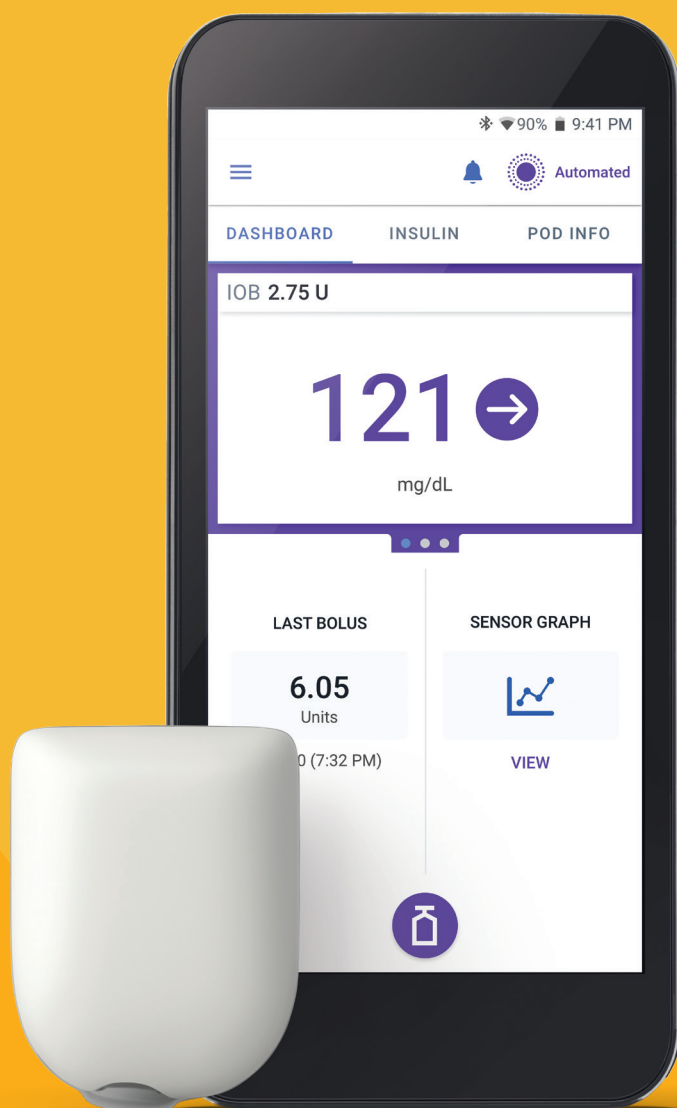 90% 9:41 PM
Automated
DASHBOARD INSULIN POD INFO
IOB 2.75 U
121
mg/dL
LAST BOLUS SENSOR GRAPH
6.05
Units
0 (7:32 PM) VIEW